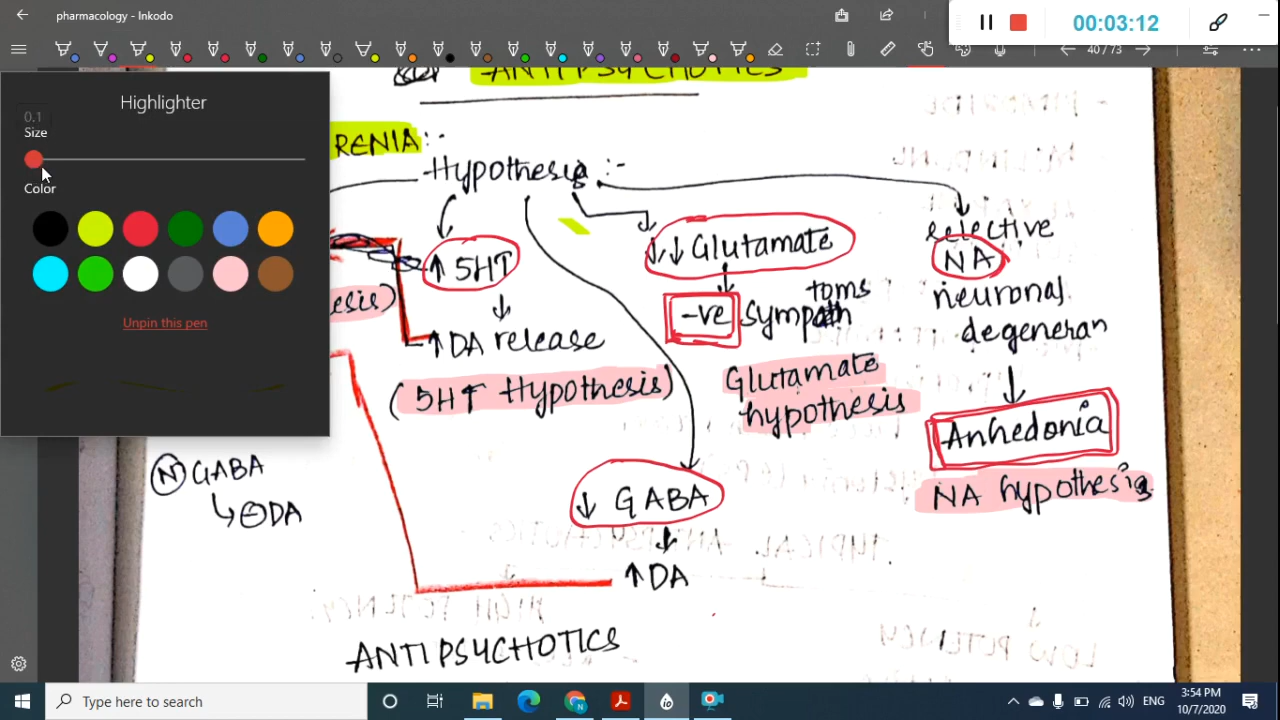 pharmacology - Inkodo
00:03:12
40 / 73
Highlighter
0.1
Size
Color
Unpin this pen
-ANTIPSYCHOTICS
RENIA:-
Hypothesis :-
↑ 5HT
↓
↑ DA release
(5HT Hypothesis)
esis)
↓↓ Glutamate
↓
-ve Symptoms
Glutamate
hypothesis
selective
NA
neuronal
degeneran
↓
Anhedonia
NA hypothesis
↓ GABA
↓
↑ DA
N GABA
↳ ⊖DA
ANTIPSYCHOTICS
Type here to search
ENG
3:54 PM
10/7/2020